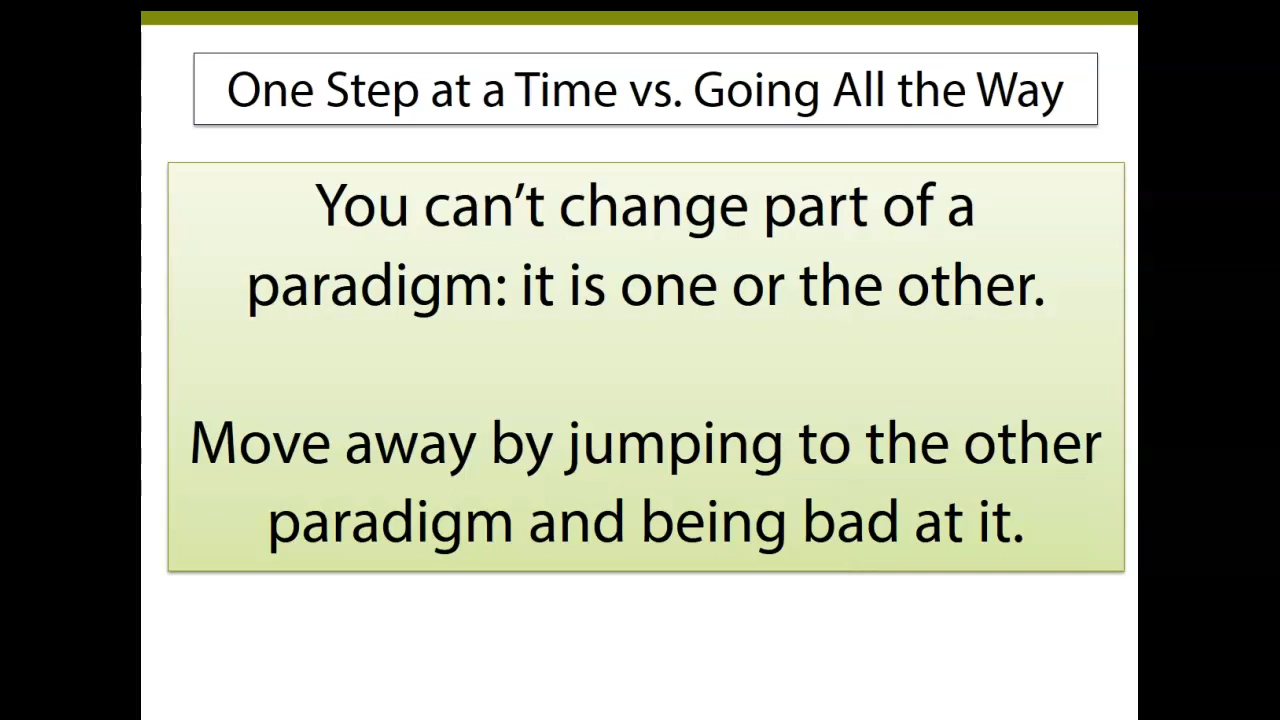 One Step at a Time vs. Going All the Way
You can’t change part of a
paradigm: it is one or the other.
Move away by jumping to the other
paradigm and being bad at it.